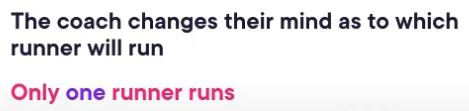 The coach changes their mind as to which
runner will run
Only one runner runs